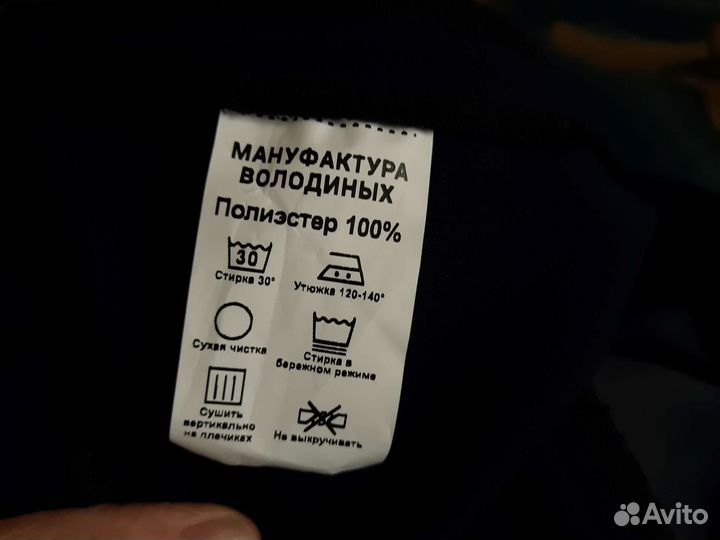 МАНУФАКТУРА
ВОЛОДИНЫХ
Полиэстер 100%
30
Стирка 30°
Утюжка 120-140°
Сухая чистка
Стирка в
бережном режиме
Сушить
вертикально
на плечиках
Не выкручивать
Avito